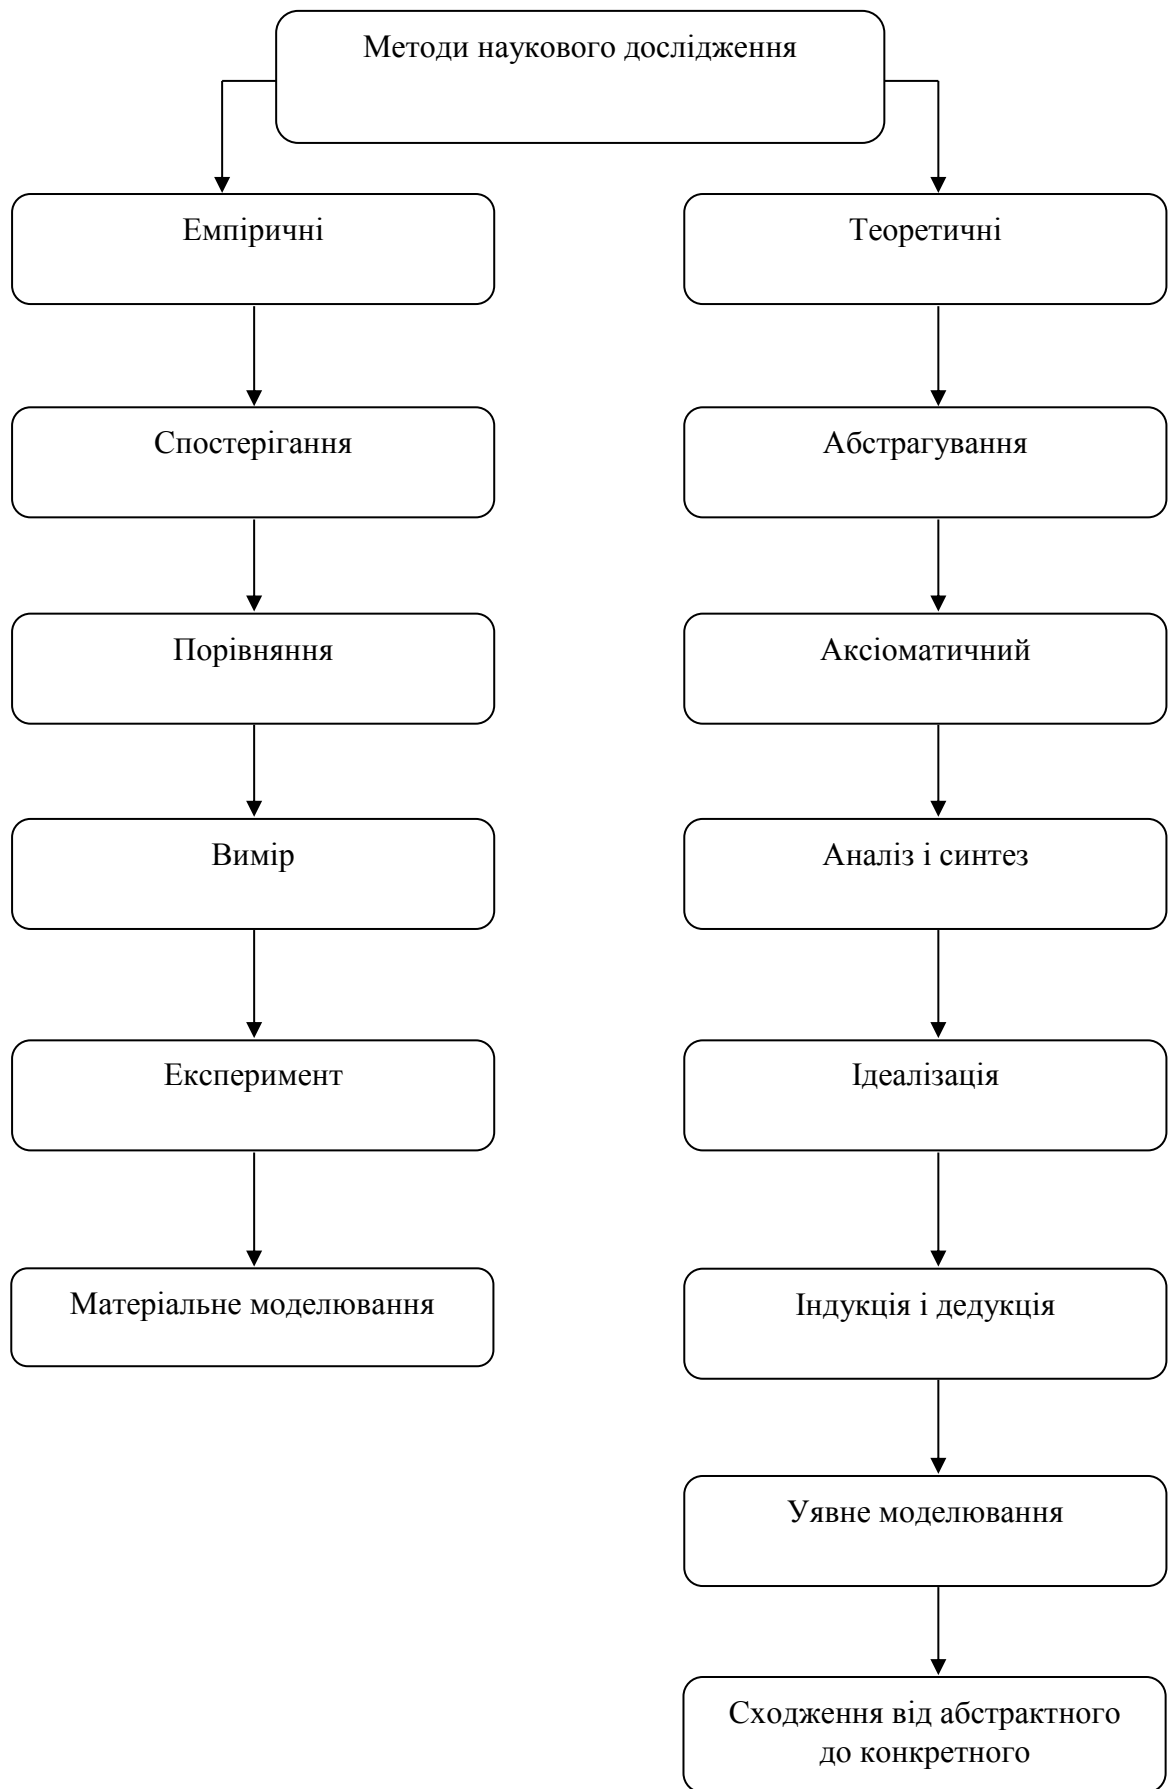 Методи наукового дослідження
Емпіричні
Теоретичні
Спостерігання
Абстрагування
Порівняння
Аксіоматичний
Вимір
Аналіз і синтез
Експеримент
Ідеалізація
Матеріальне моделювання
Індукція і дедукція
Уявне моделювання
Сходження від абстрактного
до конкретного